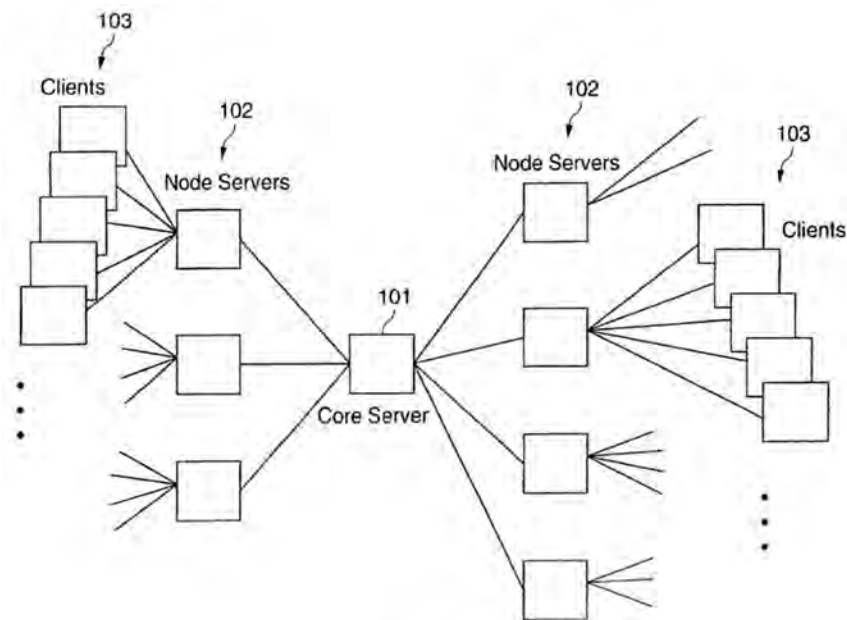 103
Clients
102
Node Servers
102
Node Servers
103
Clients
101
Core Server